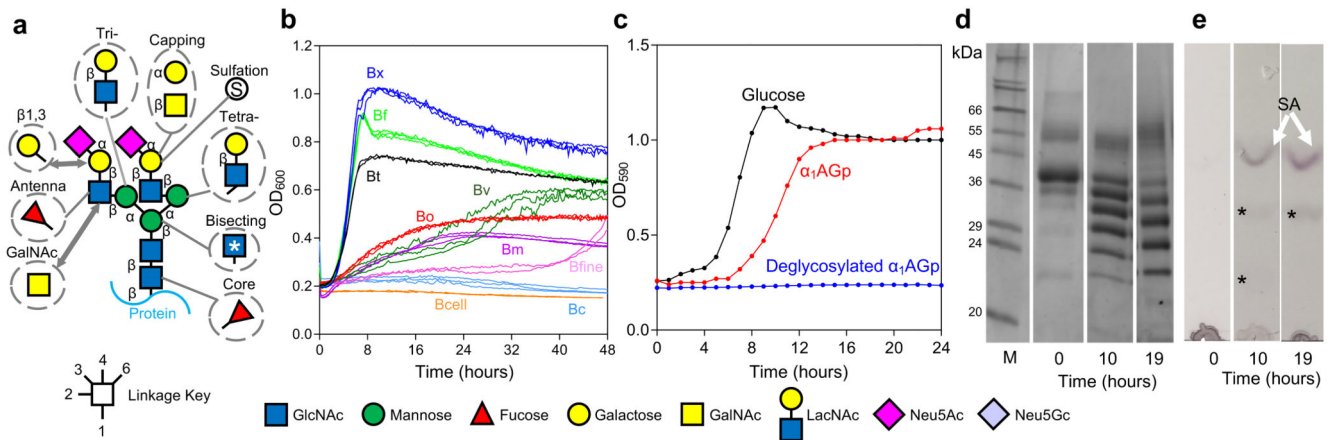 a
Tri-
Capping
Sulfation
Tetra-
β1,3
Antenna
GalNAc
Bisecting
Core
Protein
S
*
α
β
β
α
β
α
α
β
β
β
β
α
α
β
β
β
3 4 6
2
1
Linkage Key
b
OD600
1.2
1.0
0.8
0.6
0.4
0.2
0.0
0 8 16 24 32 40 48
Time (hours)
Bx
Bf
Bt
Bv
Bo
Bm
Bfine
Bc
Bcell
c
OD590
1.5
1.0
0.5
0.0
0 4 8 12 16 20 24
Time (hours)
Glucose
α1AGp
Deglycosylated α1AGp
d
kDa
66
55
45
36
29
24
20
M 0 10 19
Time (hours)
e
SA
*
*
*
0 10 19
Time (hours)
GlcNAc
Mannose
Fucose
Galactose
GalNAc
LacNAc
Neu5Ac
Neu5Gc